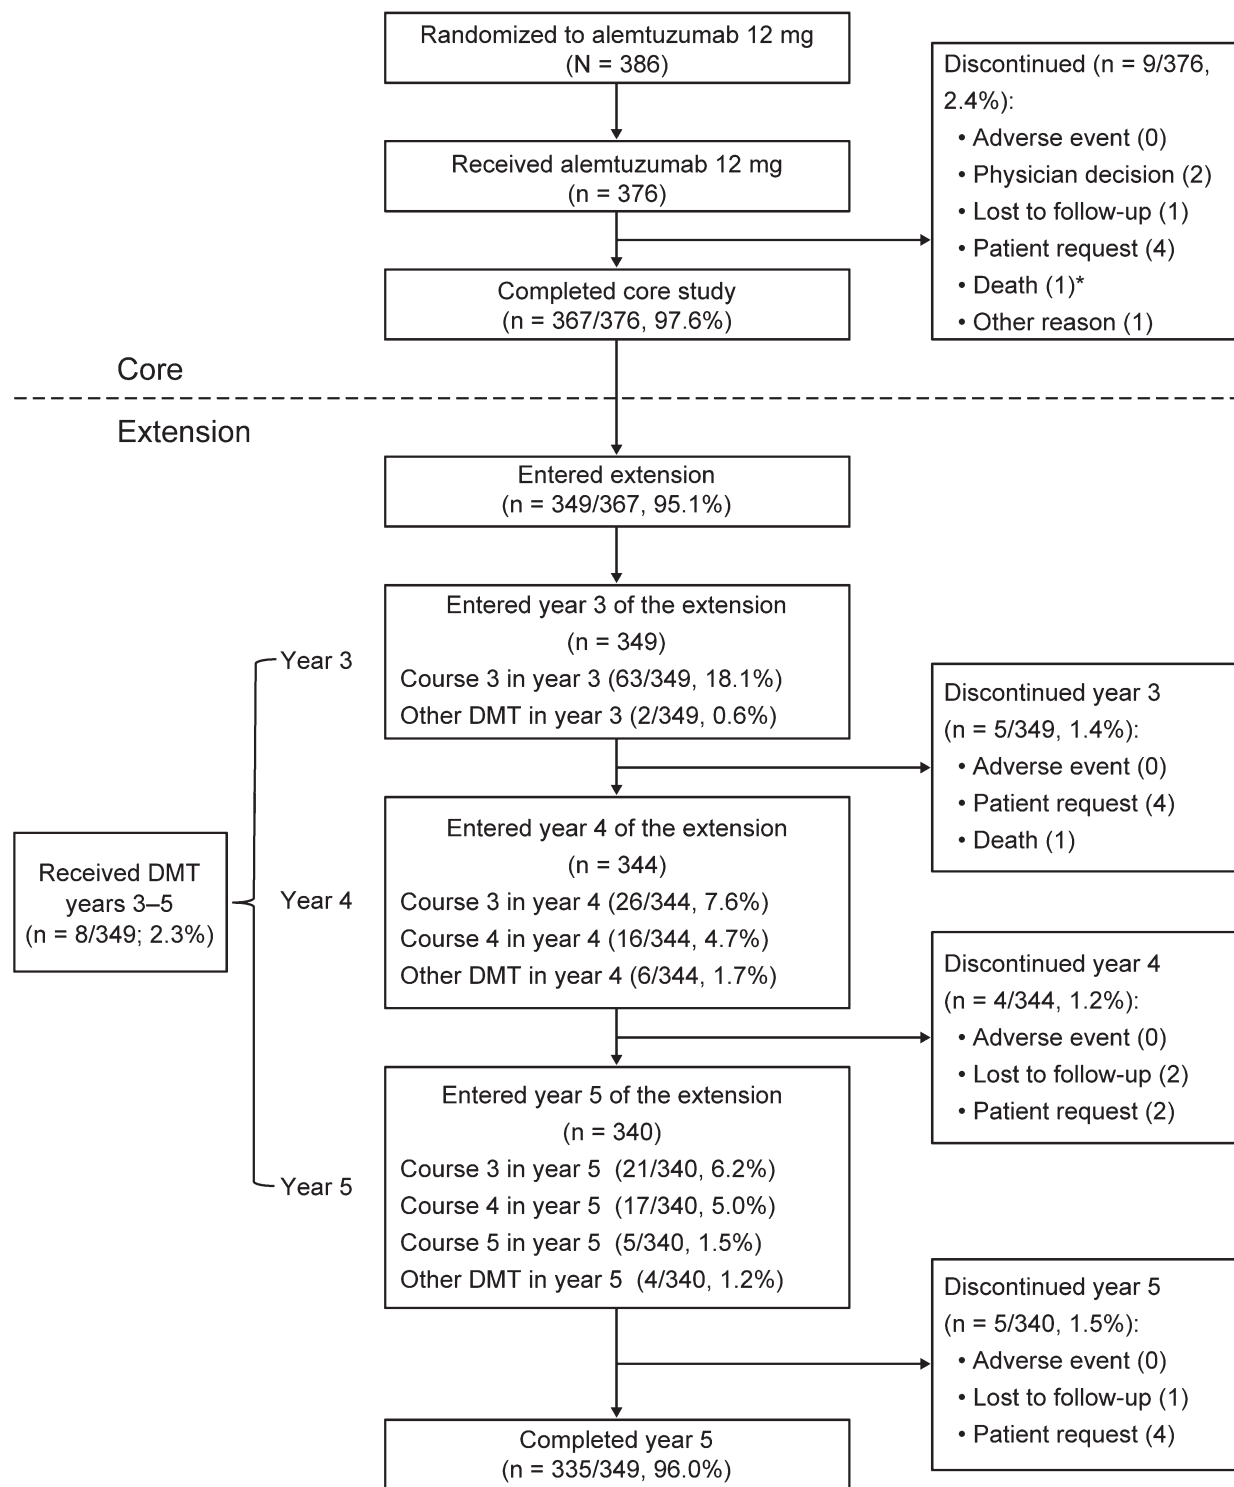 Randomized to alemtuzumab 12 mg
(N = 386)
Discontinued (n = 9/376,
2.4%):
• Adverse event (0)
• Physician decision (2)
• Lost to follow-up (1)
• Patient request (4)
• Death (1)*
• Other reason (1)
Received alemtuzumab 12 mg
(n = 376)
Completed core study
(n = 367/376, 97.6%)
Core
Extension
Entered extension
(n = 349/367, 95.1%)
Year 3
Entered year 3 of the extension
(n = 349)
Course 3 in year 3 (63/349, 18.1%)
Other DMT in year 3 (2/349, 0.6%)
Discontinued year 3
(n = 5/349, 1.4%):
• Adverse event (0)
• Patient request (4)
• Death (1)
Received DMT
years 3–5
(n = 8/349; 2.3%)
Year 4
Entered year 4 of the extension
(n = 344)
Course 3 in year 4 (26/344, 7.6%)
Course 4 in year 4 (16/344, 4.7%)
Other DMT in year 4 (6/344, 1.7%)
Discontinued year 4
(n = 4/344, 1.2%):
• Adverse event (0)
• Lost to follow-up (2)
• Patient request (2)
Year 5
Entered year 5 of the extension
(n = 340)
Course 3 in year 5 (21/340, 6.2%)
Course 4 in year 5 (17/340, 5.0%)
Course 5 in year 5 (5/340, 1.5%)
Other DMT in year 5 (4/340, 1.2%)
Discontinued year 5
(n = 5/340, 1.5%):
• Adverse event (0)
• Lost to follow-up (1)
• Patient request (4)
Completed year 5
(n = 335/349, 96.0%)